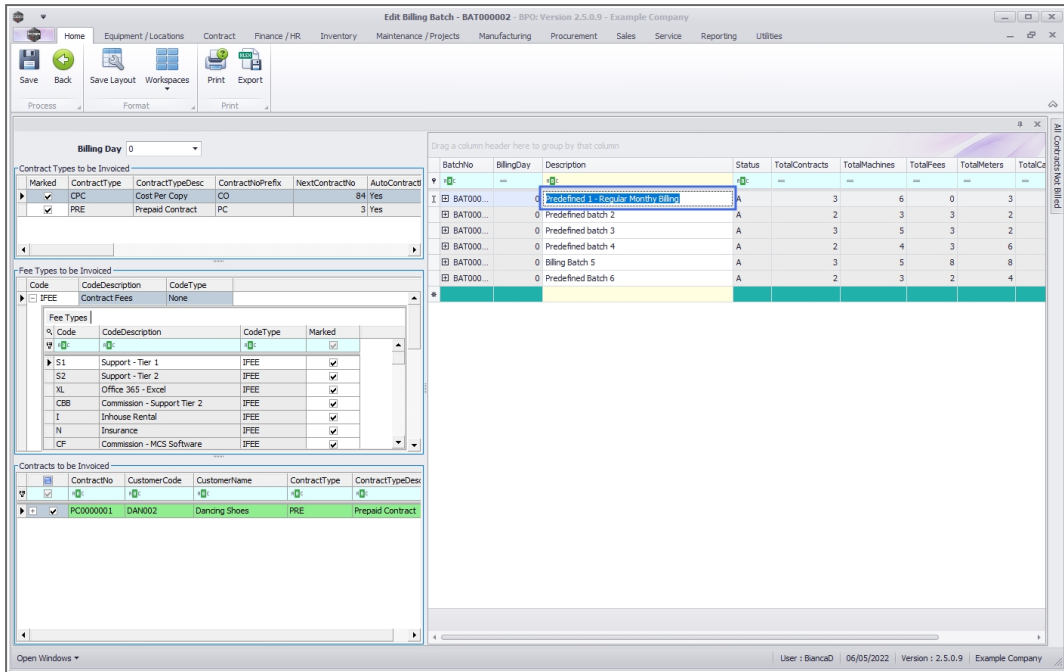 Edit Billing Batch - BAT000002 - BPO: Version 2.5.0.9 - Example Company
Home Equipment / Locations Contract Finance / HR Inventory Maintenance / Projects Manufacturing Procurement Sales Service Reporting Utilities
Save Back Save Layout Workspaces Print Export
Process Format Print
All Contracts Not Billed
Billing Day 0
Drag a column header here to group by that column
Contract Types to be Invoiced
Marked ContractType ContractTypeDesc ContractNoPrefix NextContractNo AutoContractI
CPC Cost Per Copy CO 84 Yes
PRE Prepaid Contract PC 3 Yes
Fee Types to be Invoiced
Code CodeDescription CodeType
IFEE Contract Fees None
Fee Types
Code CodeDescription CodeType Marked
S1 Support - Tier 1 IFEE
S2 Support - Tier 2 IFEE
XL Office 365 - Excel IFEE
CBB Commission - Support Tier 2 IFEE
I Inhouse Rental IFEE
N Insurance IFEE
CF Commission - MCS Software IFEE
Contracts to be Invoiced
ContractNo CustomerCode CustomerName ContractType ContractTypeDesc
PC0000001 DAN002 Dancing Shoes PRE Prepaid Contract
BatchNo BillingDay Description Status TotalContracts TotalMachines TotalFees TotalMeters TotalCa
BAT000... 0 Predefined 1 - Regular Monthy Billing A 3 6 0 3
BAT000... 0 Predefined batch 2 A 2 3 3 2
BAT000... 0 Predefined batch 3 A 3 5 3 2
BAT000... 0 Predefined batch 4 A 2 4 3 6
BAT000... 0 Billing Batch 5 A 3 5 8 8
BAT000... 0 Predefined Batch 6 A 2 3 2 4
Open Windows
User : BiancaD 06/05/2022 Version : 2.5.0.9 Example Company